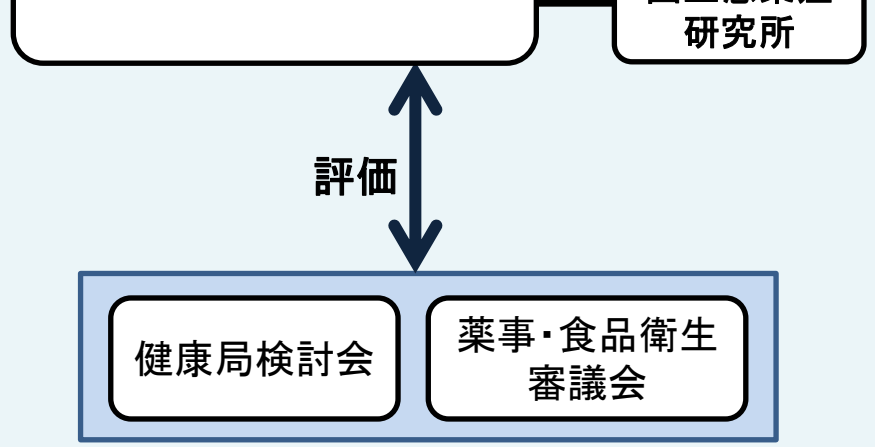 研究所
評価
健康局検討会
薬事・食品衛生
審議会